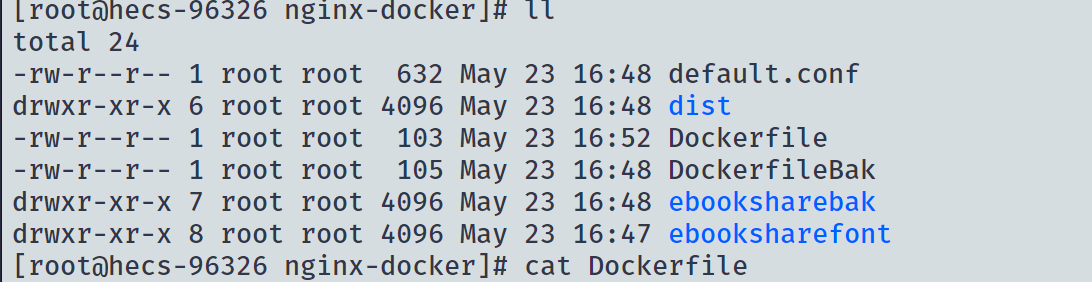 [root@hecs-96326 nginx-docker]# ll
total 24
-rw-r--r-- 1 root root  632 May 23 16:48 default.conf
drwxr-xr-x 6 root root 4096 May 23 16:48 dist
-rw-r--r-- 1 root root  103 May 23 16:52 Dockerfile
-rw-r--r-- 1 root root  105 May 23 16:48 DockerfileBak
drwxr-xr-x 7 root root 4096 May 23 16:48 ebooksharebak
drwxr-xr-x 8 root root 4096 May 23 16:47 ebooksharefont
[root@hecs-96326 nginx-docker]# cat Dockerfile